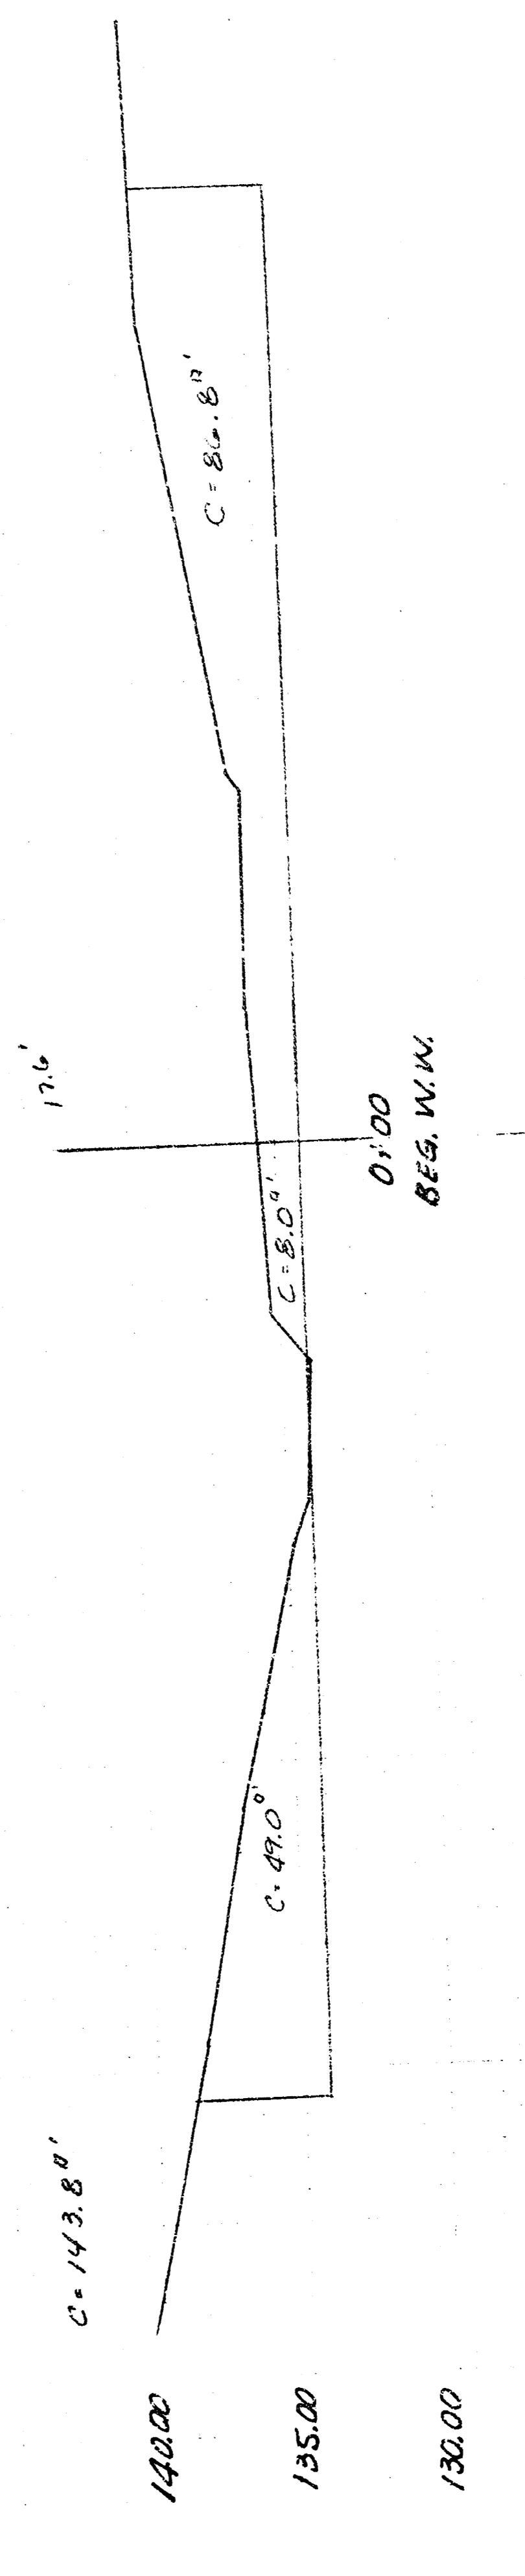 C = 143.8□'
17.6'
C = 49.0□'
C = 8.0□'
C = 86.8□'
140.00
135.00
130.00
0+00
BEG. W.W.